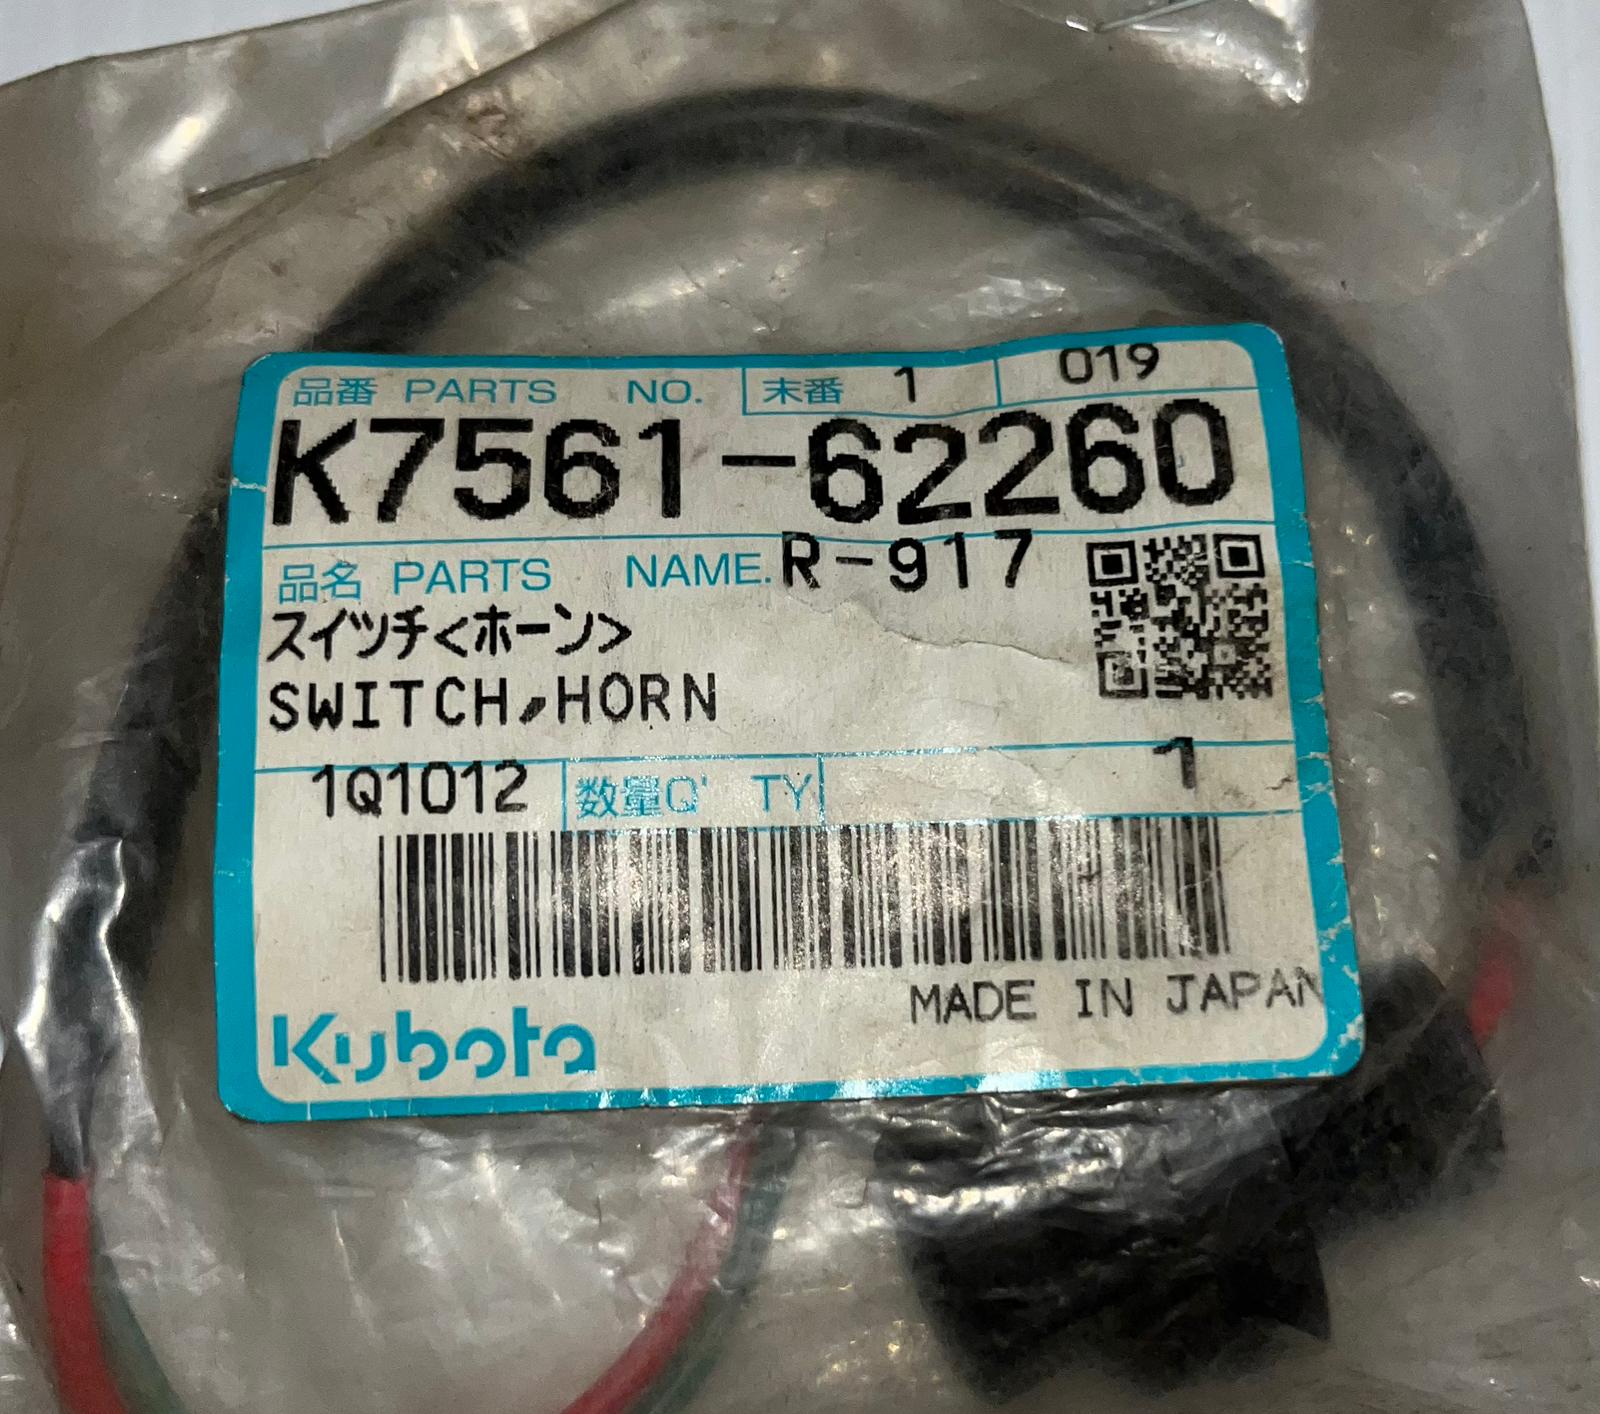 品番 PARTS NO. 末番 1 019
K7561-62260
品名 PARTS NAME. R-917
スイッチ<ホーン>
SWITCH,HORN
1Q1012 数量Q'TY 1
MADE IN JAPAN
Kubota